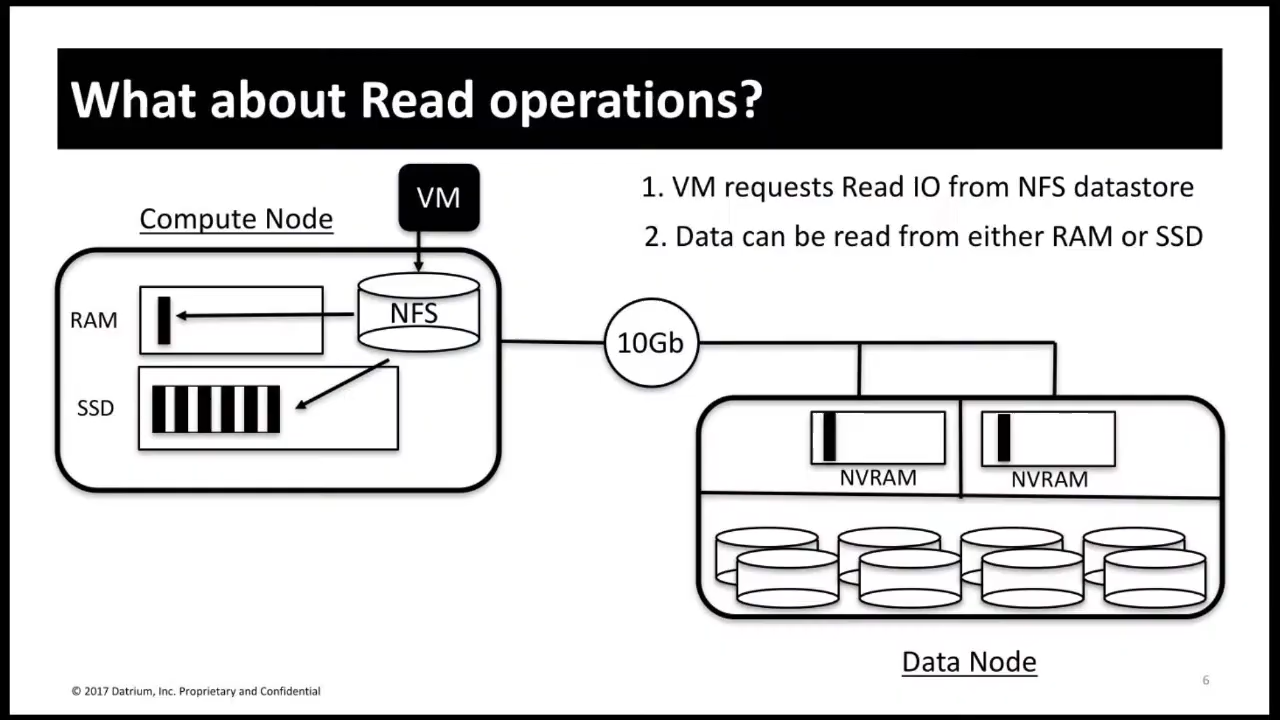 What about Read operations?
VM
1. VM requests Read IO from NFS datastore
Compute Node
2. Data can be read from either RAM or SSD
RAM
NFS
10Gb
SSD
NVRAM
NVRAM
Data Node
© 2017 Datrium, Inc. Proprietary and Confidential
6